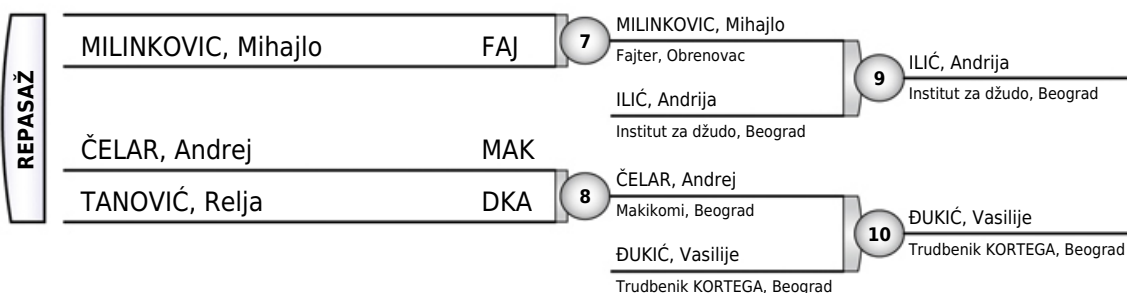 REPASAŽ
MILINKOVIC, Mihajlo FAJ
7
MILINKOVIC, Mihajlo
Fajter, Obrenovac
ILIĆ, Andrija
Institut za džudo, Beograd
9
ILIĆ, Andrija
Institut za džudo, Beograd
ČELAR, Andrej MAK
TANOVIĆ, Relja DKA
8
ČELAR, Andrej
Makikomi, Beograd
ĐUKIĆ, Vasilije
Trudbenik KORTEGA, Beograd
10
ĐUKIĆ, Vasilije
Trudbenik KORTEGA, Beograd